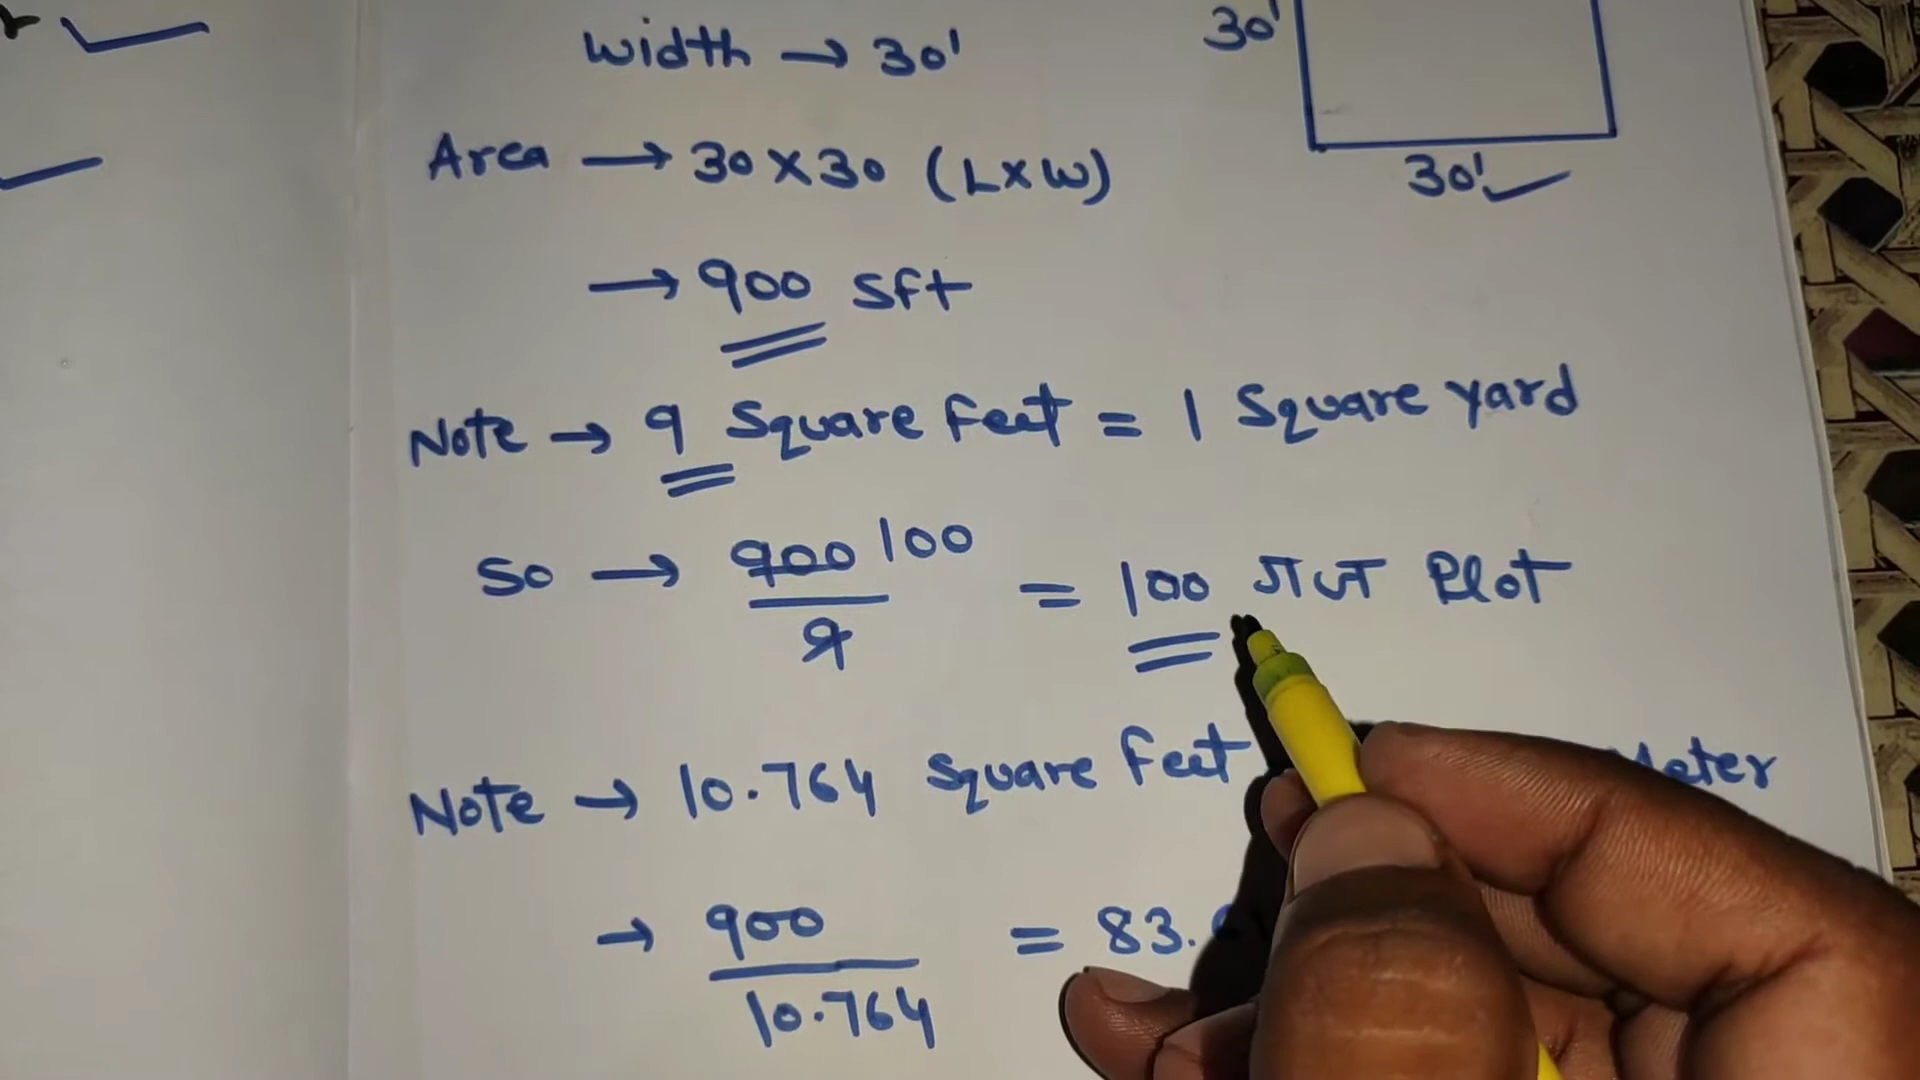 Width → 30'
30'
Area → 30 X 30 (L X W)
30'
→ 900 Sft
Note → 9 Square Feet = 1 Square Yard
So → 900 100
9
= 100 गज Plot
Note → 10.764 Square Feet
→ 900
10.764
= 83.